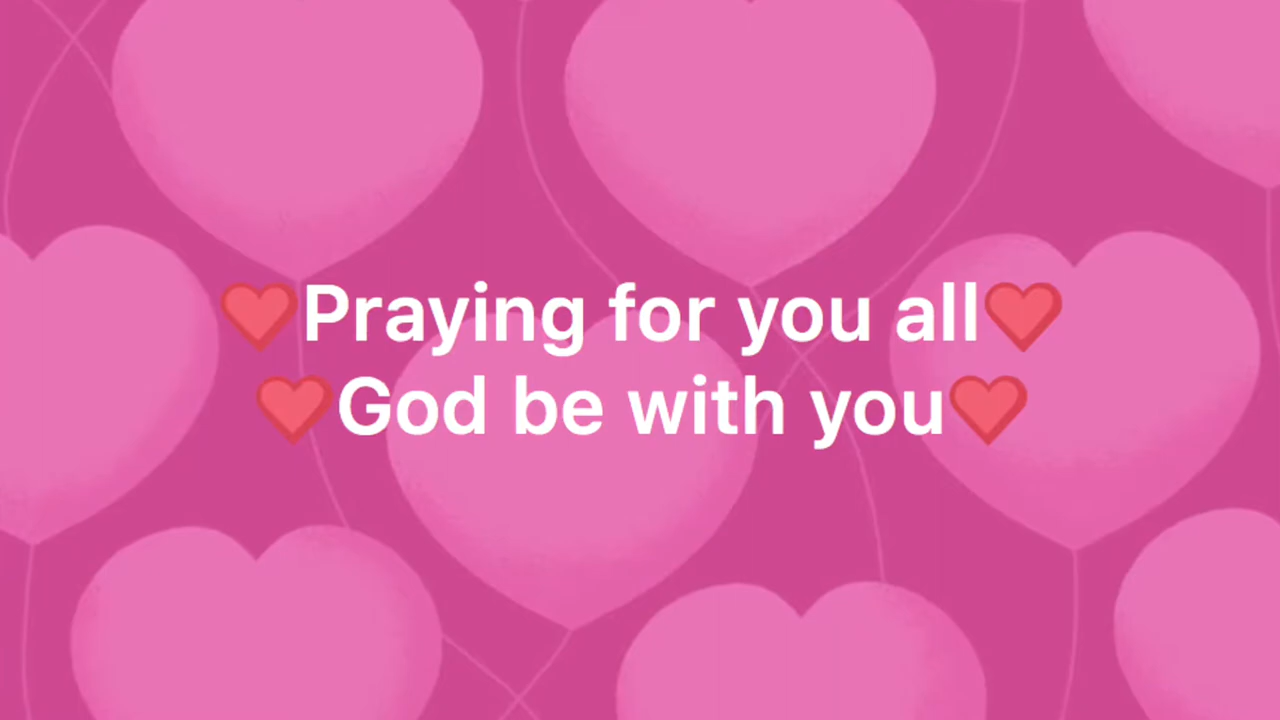 ❤️Praying for you all❤️
❤️God be with you❤️